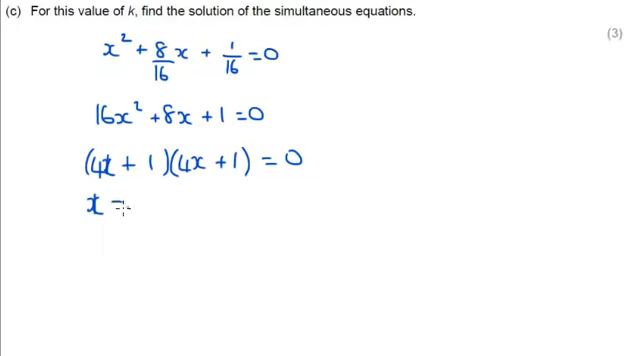 (c) For this value of k, find the solution of the simultaneous equations.
(3)
x² + 8/16 x + 1/16 = 0
16x² + 8x + 1 = 0
(4x + 1)(4x + 1) = 0
x =